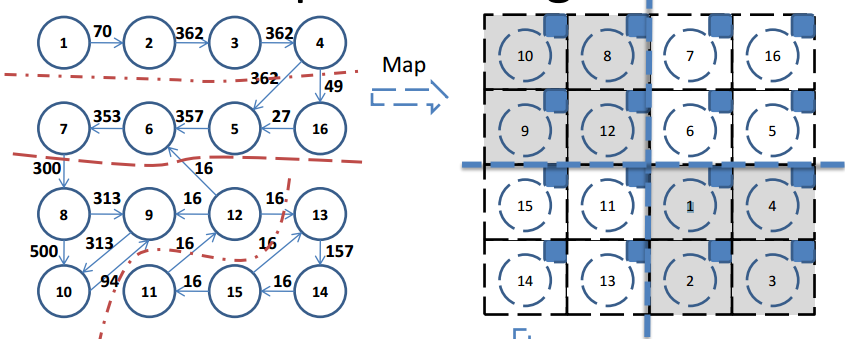 70 362 362
1 2 3 4
362
49
Map
353 357 27
7 6 5 16
300
16
313 16 16
8 9 12 13
500 313 16 16 157
94 16 16
10 11 15 14
10 8 7 16
9 12 6 5
15 11 1 4
14 13 2 3